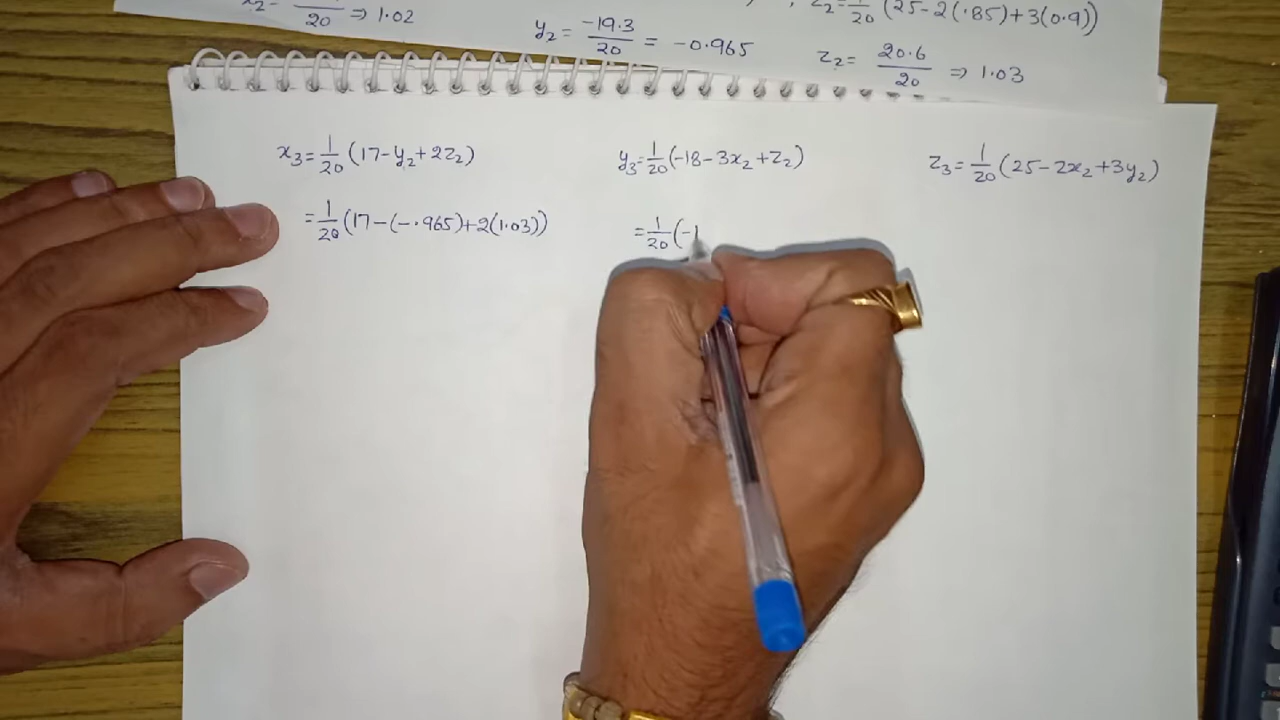 x₂= /20 ⇒ 1.02
y₂ = -19.3/20 = -0.965
z₂=1/20 (25-2(.85)+3(0.9))
z₂= 20.6/20 ⇒ 1.03
x₃=1/20 (17-y₂+2z₂)
=1/20 (17-(-.965)+2(1.03))
y₃=1/20 (-18-3x₂+z₂)
=1/20 (-1
z₃=1/20 (25-2x₂+3y₂)